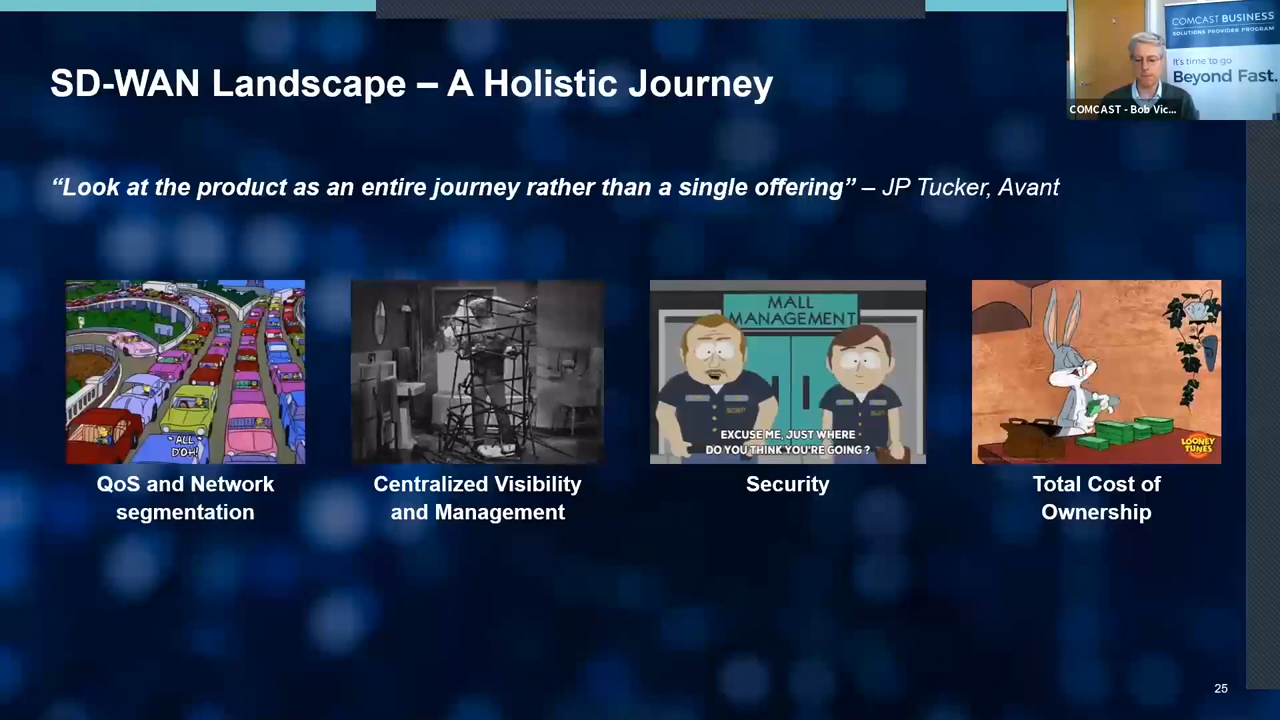 SD-WAN Landscape – A Holistic Journey
COMCAST BUSINESS
SOLUTIONS PROVIDER PROGRAM
It's time to go
Beyond Fast.
COMCAST - Bob Vic...
“Look at the product as an entire journey rather than a single offering” – JP Tucker, Avant
"ALL
D'OH!"
MALL
MANAGEMENT
EXCUSE ME, JUST WHERE
DO YOU THINK YOU'RE GOING?
LOONEY
TUNES
QoS and Network
segmentation
Centralized Visibility
and Management
Security
Total Cost of
Ownership
25